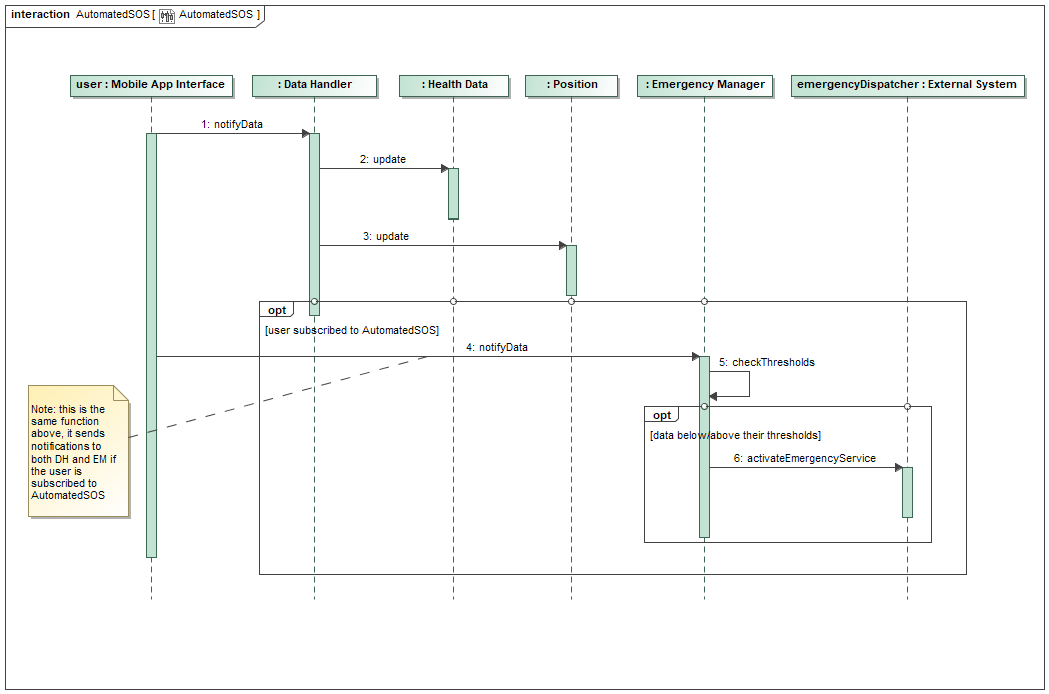 interaction AutomatedSOS [ AutomatedSOS ]
user : Mobile App Interface
: Data Handler
: Health Data
: Position
: Emergency Manager
emergencyDispatcher : External System
1: notifyData
2: update
3: update
opt
[user subscribed to AutomatedSOS]
4: notifyData
5: checkThresholds
opt
[data below/above their thresholds]
6: activateEmergencyService
Note: this is the
same function
above, it sends
notifications to
both DH and EM if
the user is
subscribed to
AutomatedSOS